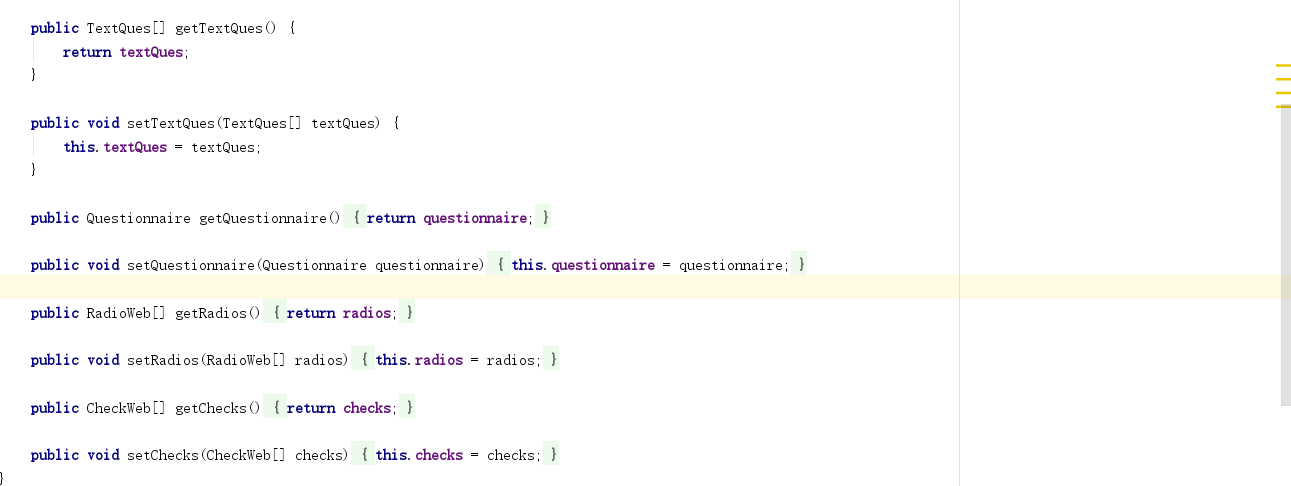 public TextQues[] getTextQues() {
return textQues;
}
public void setTextQues(TextQues[] textQues) {
this.textQues = textQues;
}
public Questionnaire getQuestionnaire() { return questionnaire; }
public void setQuestionnaire(Questionnaire questionnaire) { this.questionnaire = questionnaire; }
public RadioWeb[] getRadios() { return radios; }
public void setRadios(RadioWeb[] radios) { this.radios = radios; }
public CheckWeb[] getChecks() { return checks; }
public void setChecks(CheckWeb[] checks) { this.checks = checks; }
}